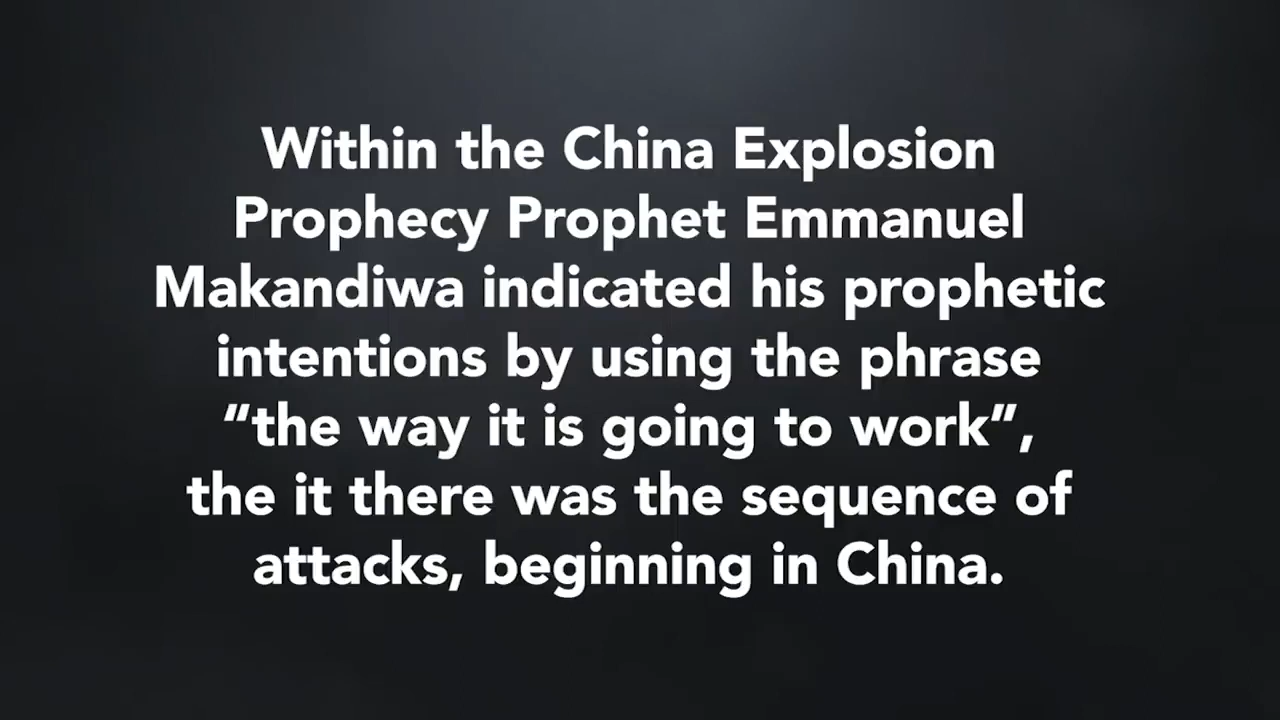 Within the China Explosion
Prophecy Prophet Emmanuel
Makandiwa indicated his prophetic
intentions by using the phrase
“the way it is going to work”,
the it there was the sequence of
attacks, beginning in China.